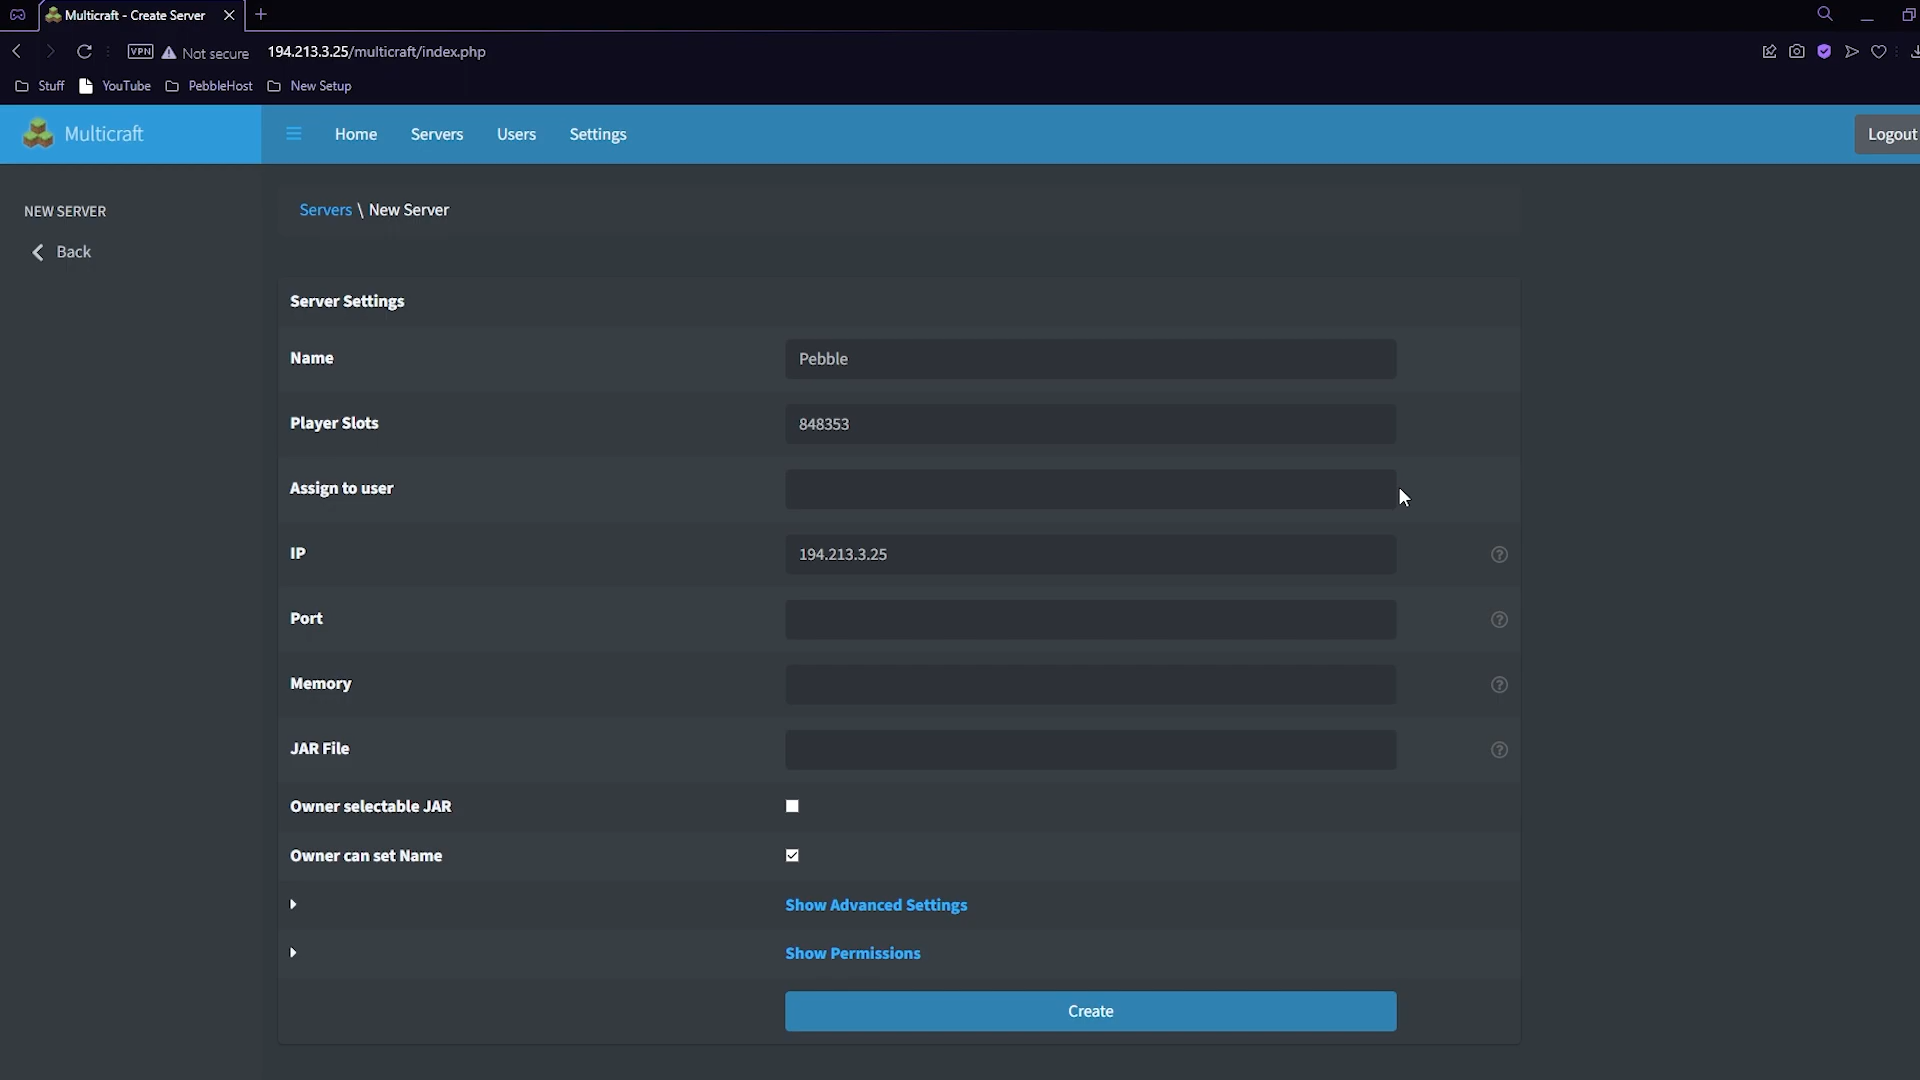 Multicraft - Create Server
VPN Not secure 194.213.3.25/multicraft/index.php
Stuff YouTube PebbleHost New Setup
Multicraft Home Servers Users Settings Logout
NEW SERVER
Back
Servers \ New Server
Server Settings
Name Pebble
Player Slots 848353
Assign to user
IP 194.213.3.25
Port
Memory
JAR File
Owner selectable JAR
Owner can set Name
Show Advanced Settings
Show Permissions
Create